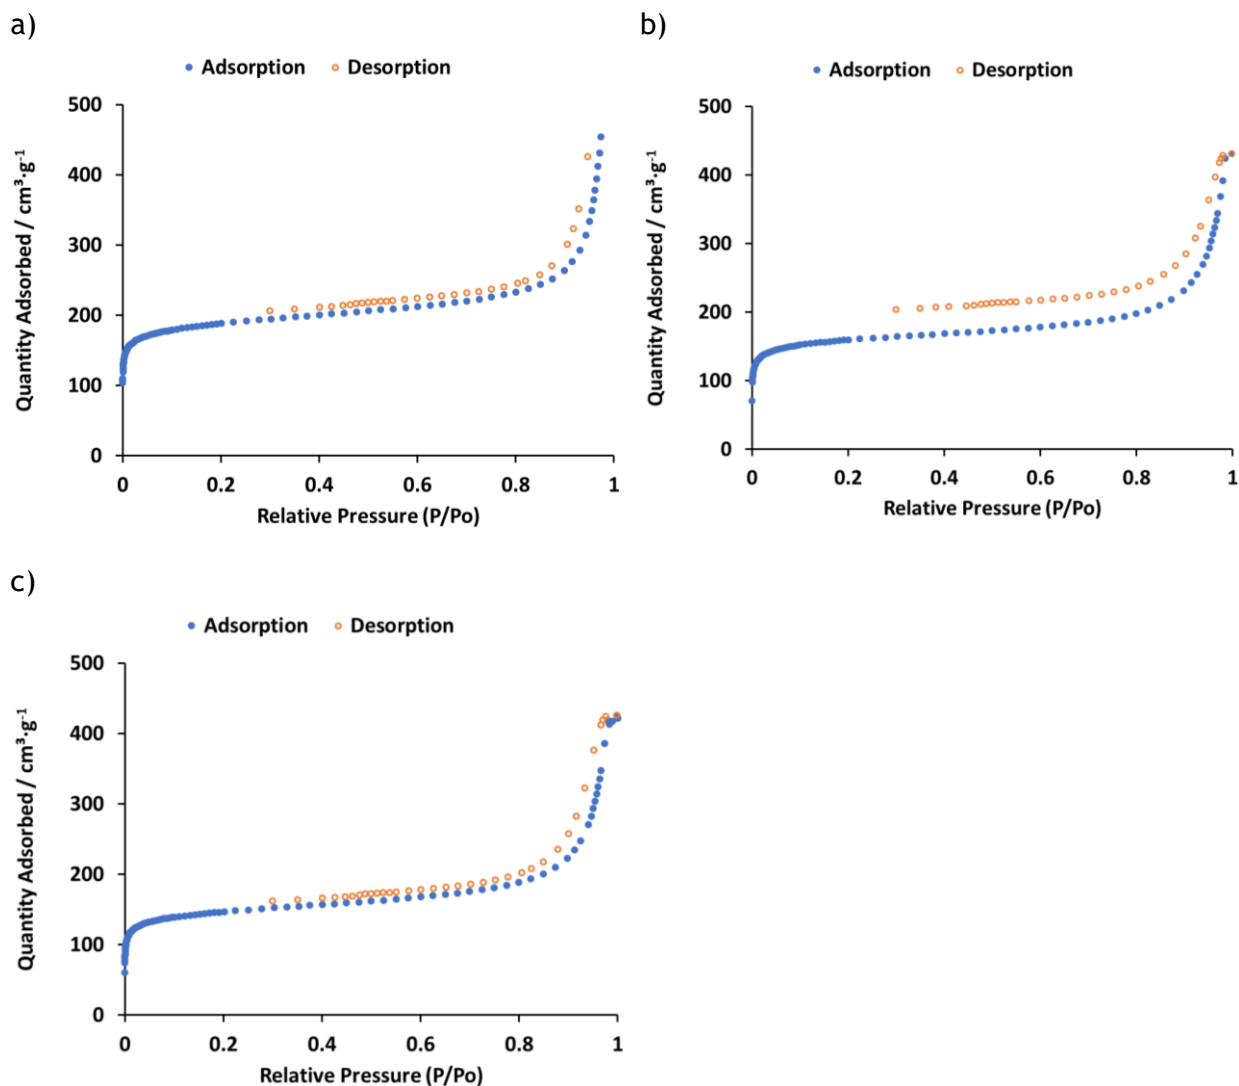 a)
Adsorption Desorption
500
400
300
200
100
0
Quantity Adsorbed / cm³·g⁻¹
0 0.2 0.4 0.6 0.8 1
Relative Pressure (P/Po)
b)
Adsorption Desorption
500
400
300
200
100
0
Quantity Adsorbed / cm³·g⁻¹
0 0.2 0.4 0.6 0.8 1
Relative Pressure (P/Po)
c)
Adsorption Desorption
500
400
300
200
100
0
Quantity Adsorbed / cm³·g⁻¹
0 0.2 0.4 0.6 0.8 1
Relative Pressure (P/Po)